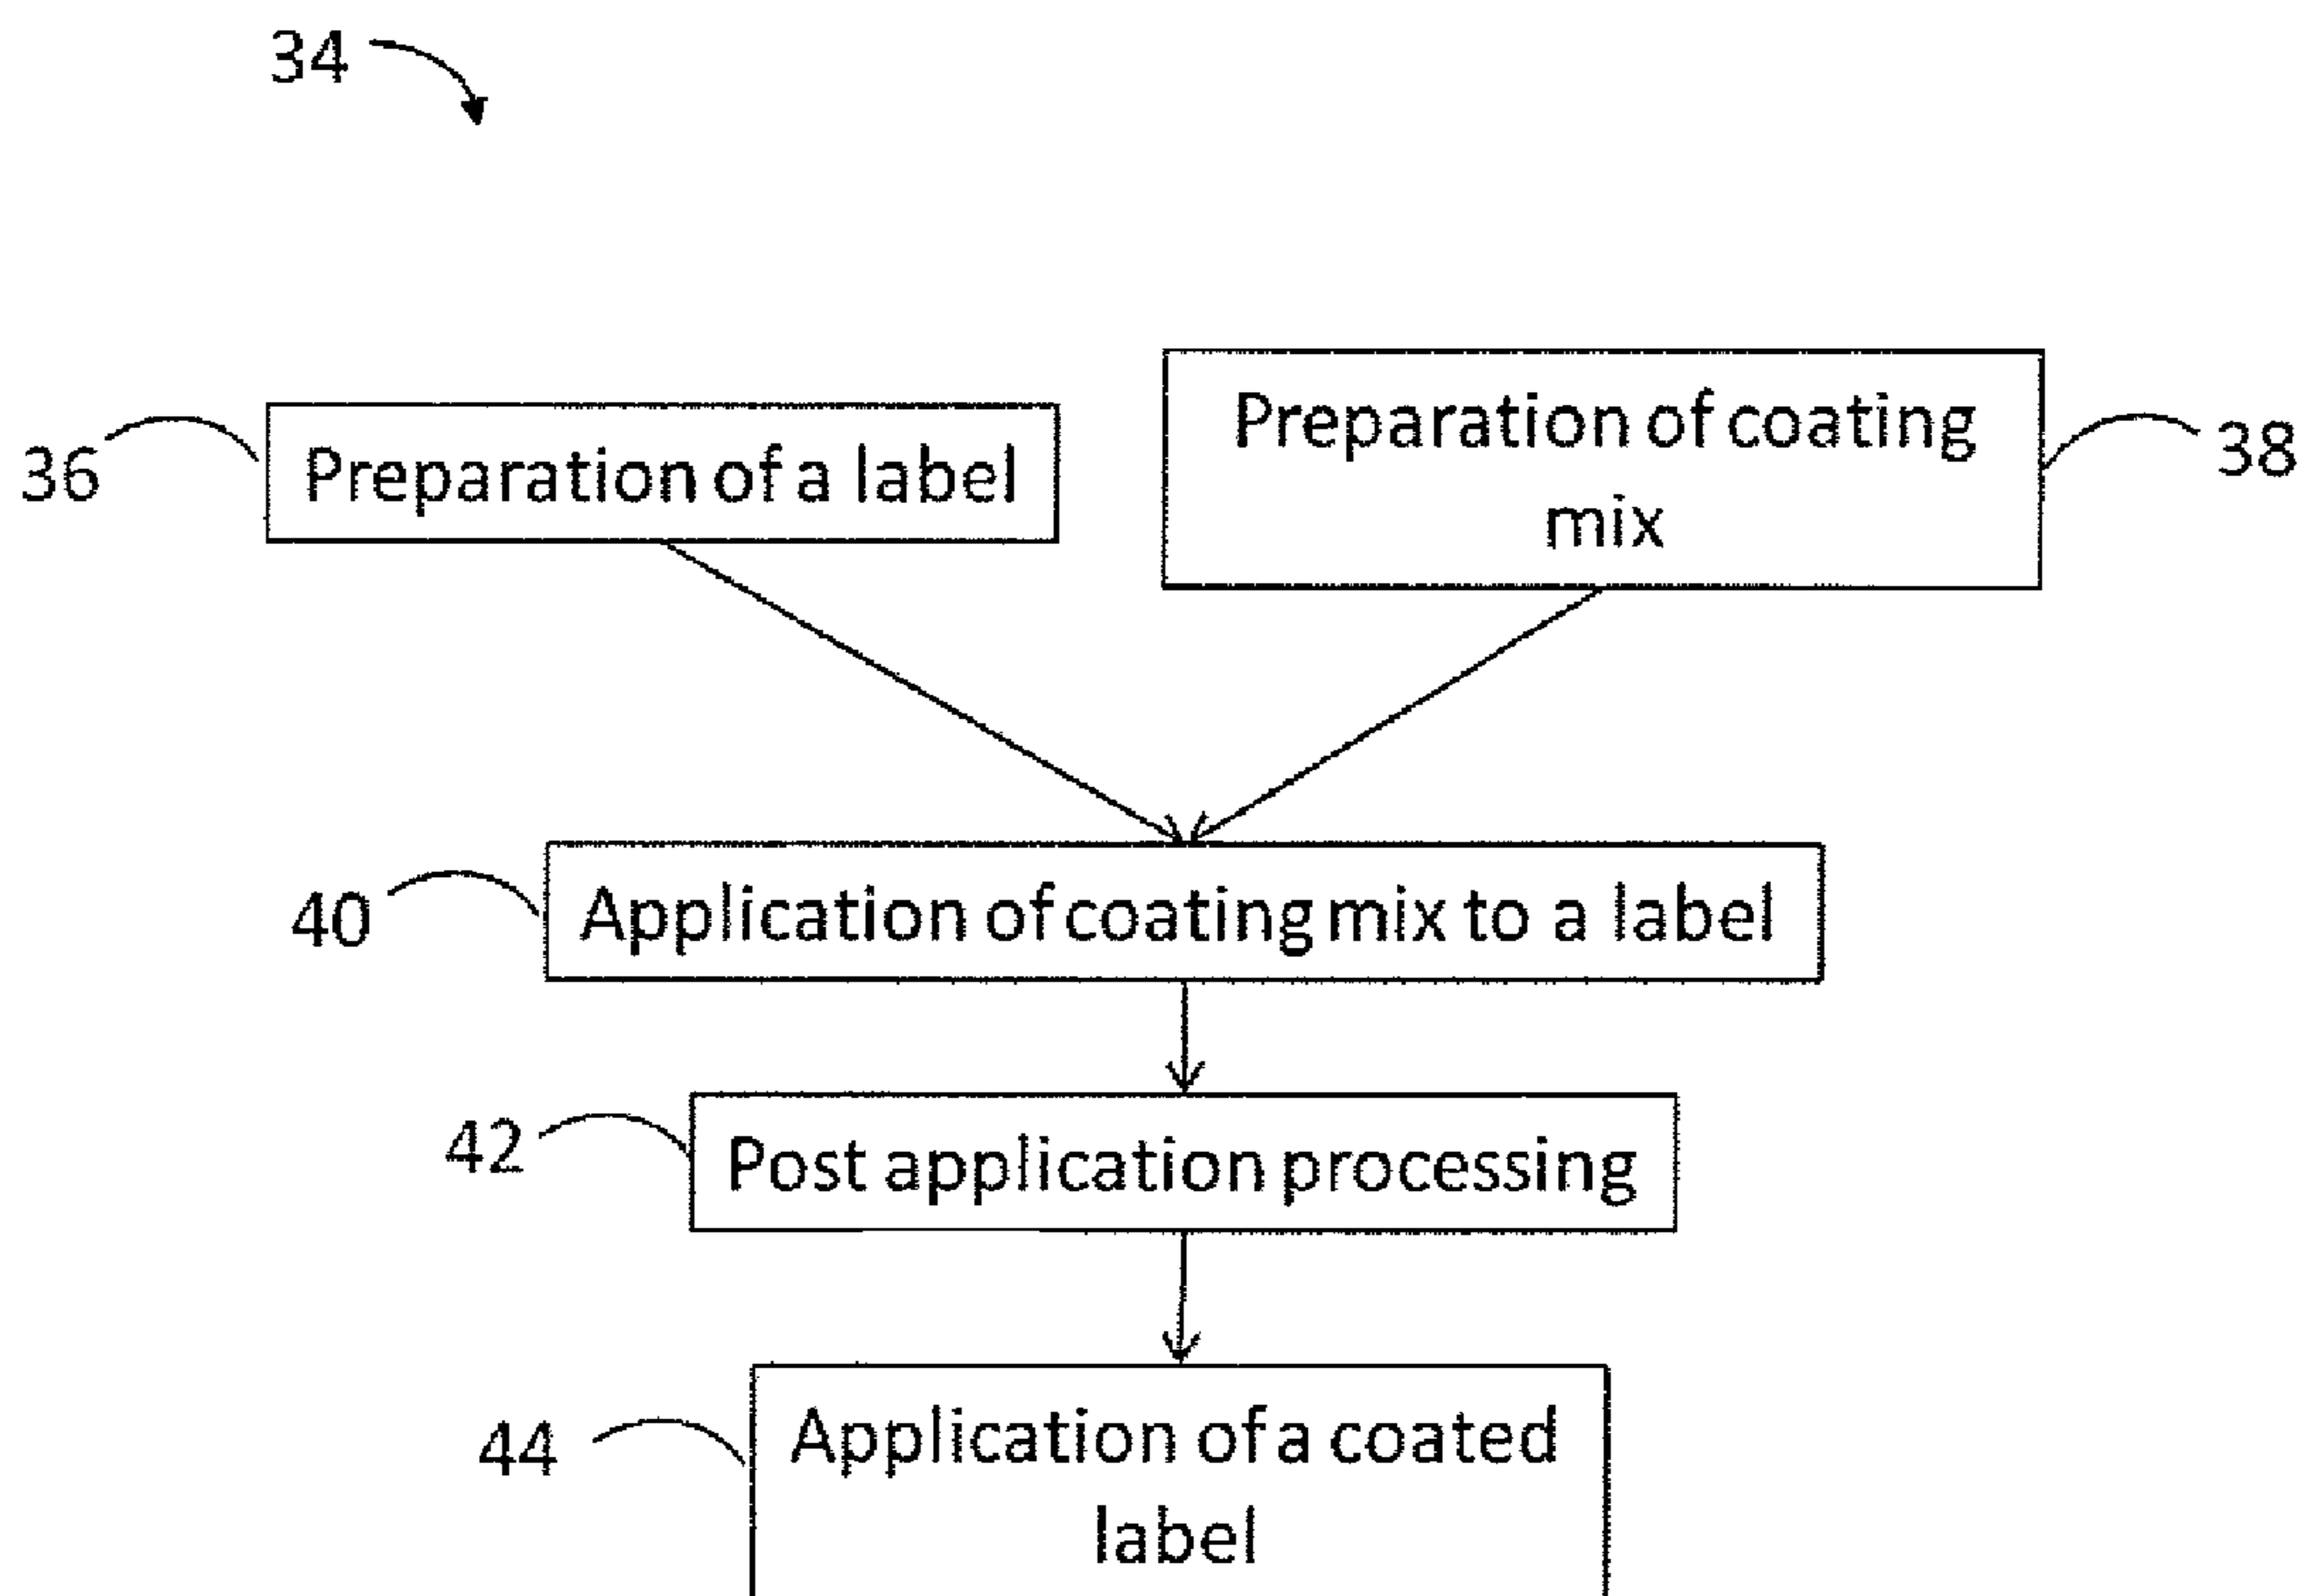 34
36
Preparation of a label
Preparation of coating
mix
38
40
Application of coating mix to a label
42
Post application processing
44
Application of a coated
label